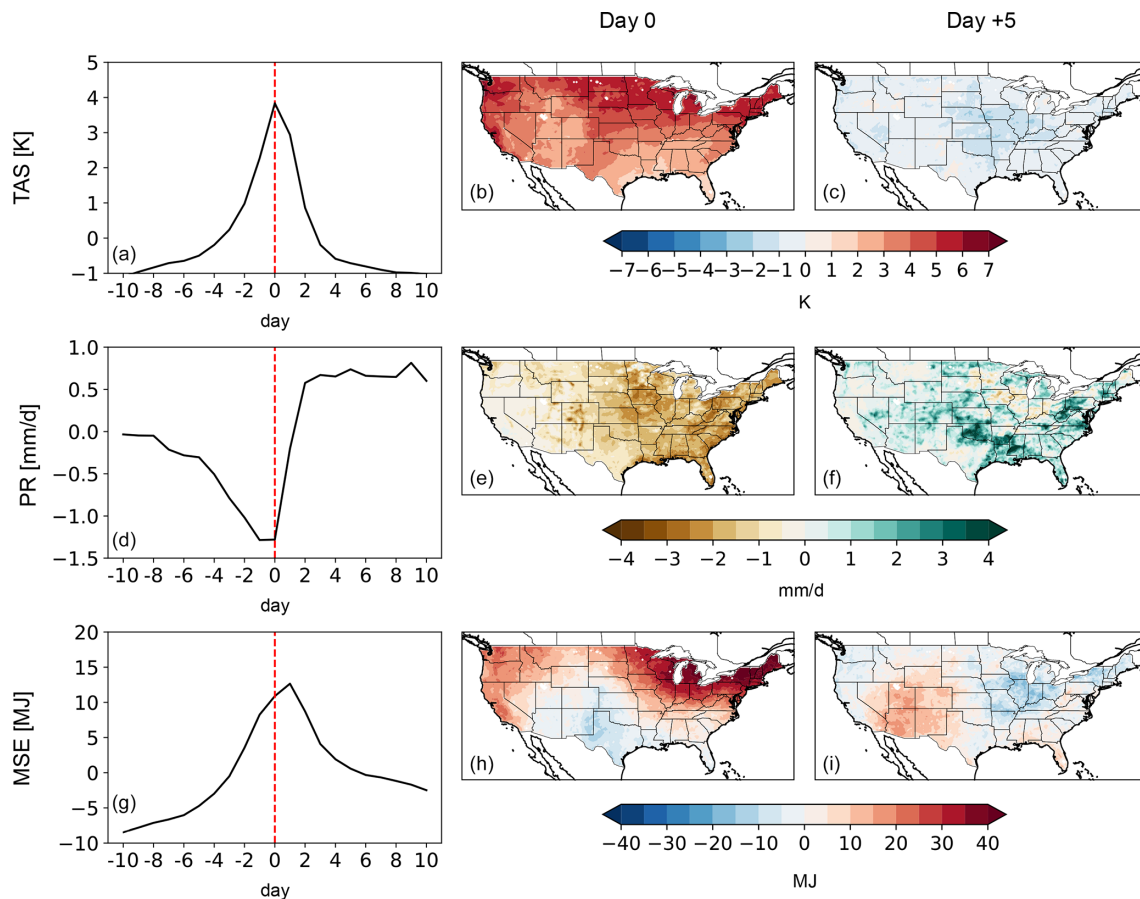 Day 0
Day +5
TAS [K]
5
4
3
2
1
0
−1
(a)
-10 -8 -6 -4 -2 0 2 4 6 8 10
day
(b)
(c)
−7 −6 −5 −4 −3 −2 −1 0 1 2 3 4 5 6 7
K
PR [mm/d]
1.0
0.5
0.0
−0.5
−1.0
−1.5
(d)
-10 -8 -6 -4 -2 0 2 4 6 8 10
day
(e)
(f)
−4 −3 −2 −1 0 1 2 3 4
mm/d
MSE [MJ]
20
15
10
5
0
−5
−10
(g)
-10 -8 -6 -4 -2 0 2 4 6 8 10
day
(h)
(i)
−40 −30 −20 −10 0 10 20 30 40
MJ